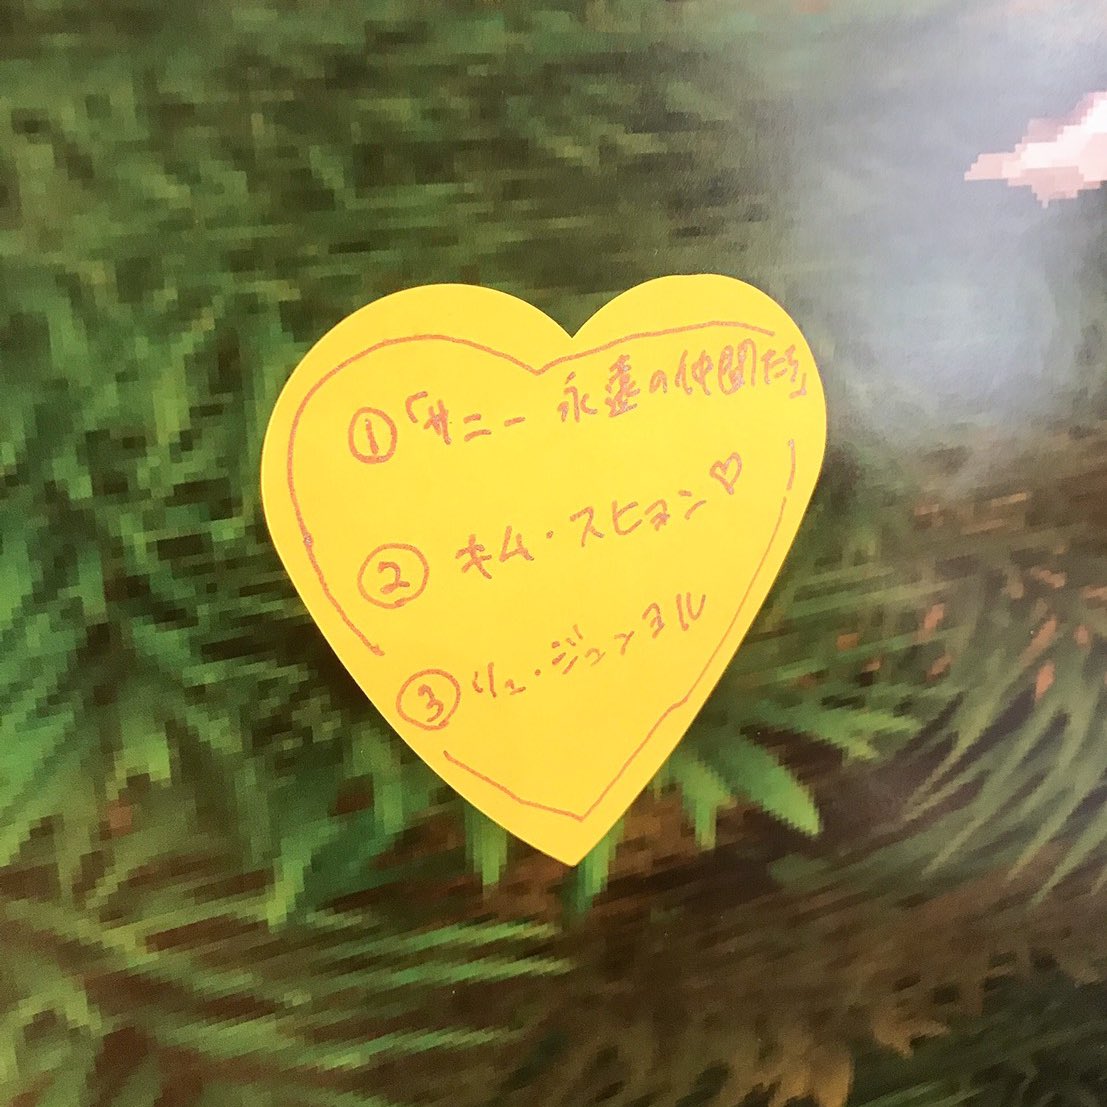 ①「サニー 永遠の仲間たち」
② キム・スヒョン♡
③ リュ・ジュンヨル